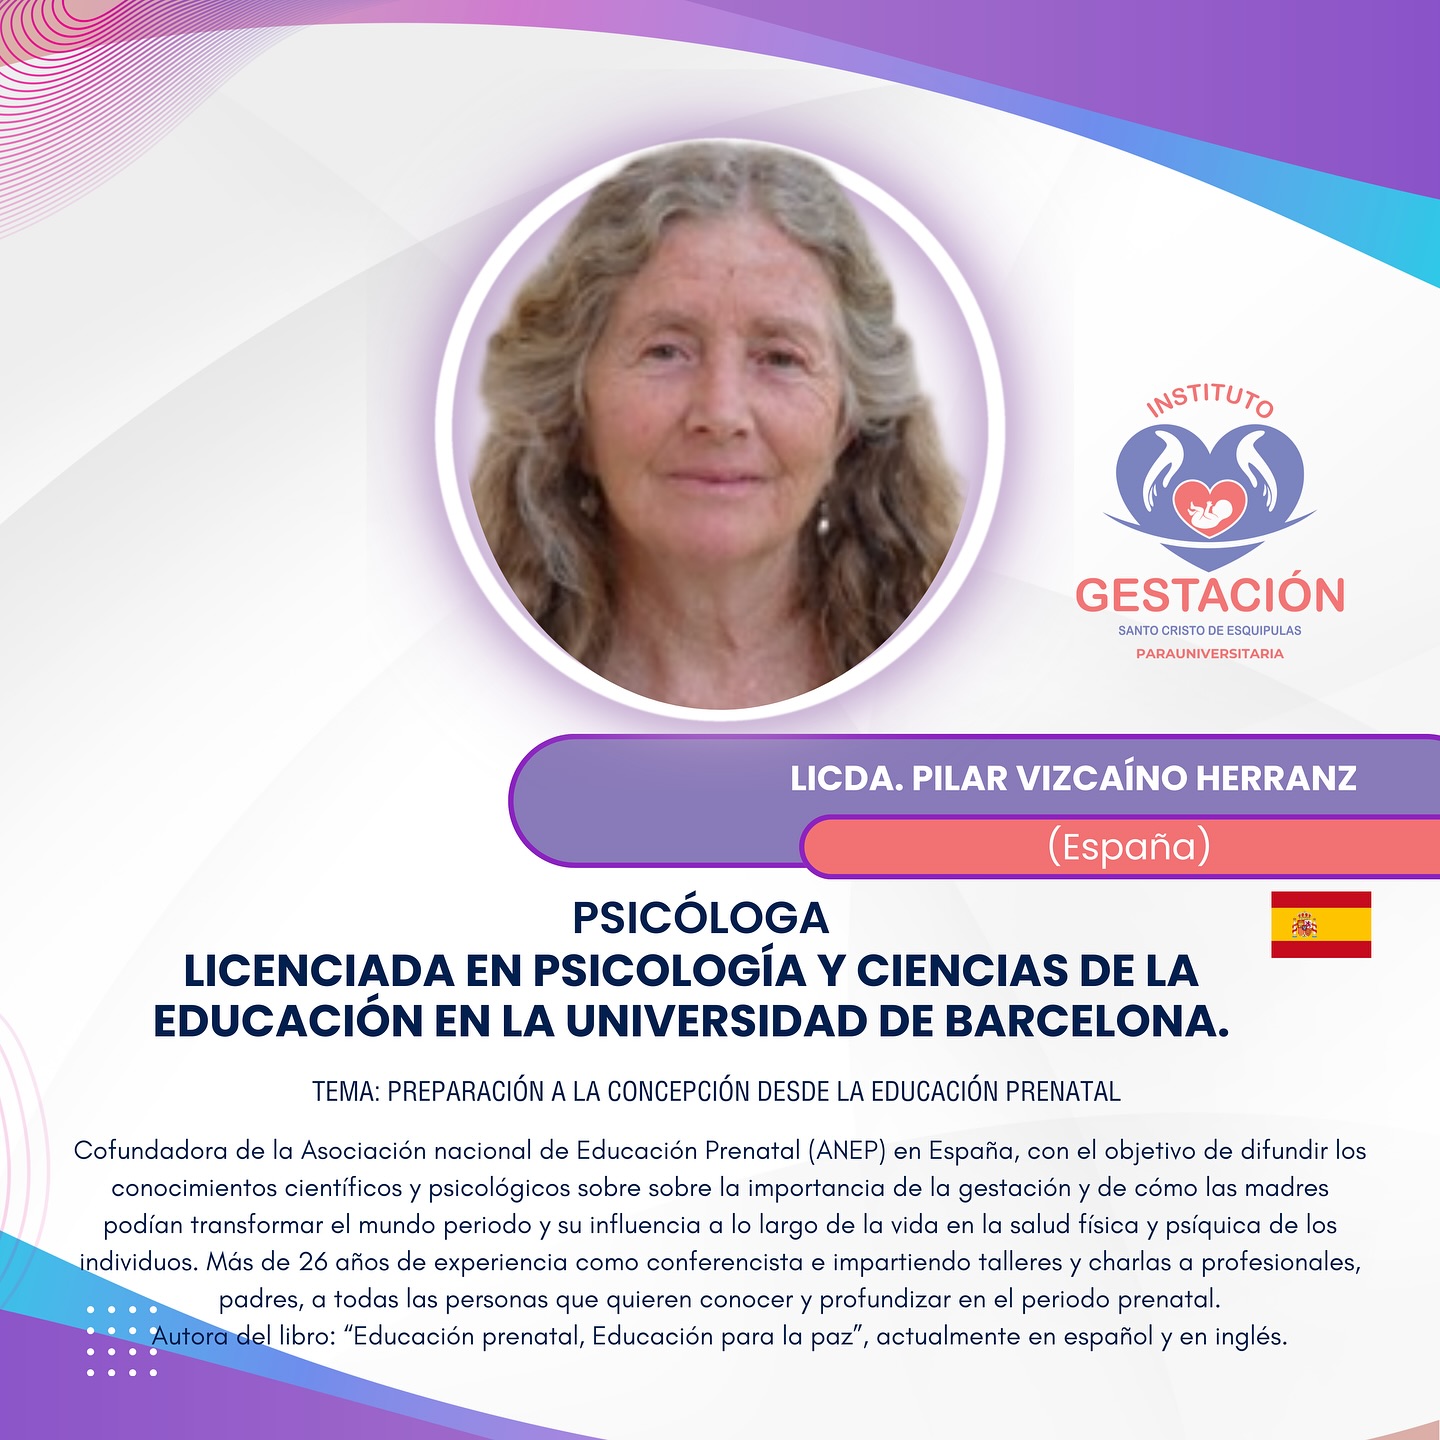 INSTITUTO
GESTACIÓN
SANTO CRISTO DE ESQUIPULAS
PARAUNIVERSITARIA
LICDA. PILAR VIZCAÍNO HERRANZ
(España)
PSICÓLOGA
LICENCIADA EN PSICOLOGÍA Y CIENCIAS DE LA
EDUCACIÓN EN LA UNIVERSIDAD DE BARCELONA.
TEMA: PREPARACIÓN A LA CONCEPCIÓN DESDE LA EDUCACIÓN PRENATAL
Cofundadora de la Asociación nacional de Educación Prenatal (ANEP) en España, con el objetivo de difundir los
conocimientos científicos y psicológicos sobre sobre la importancia de la gestación y de cómo las madres
podían transformar el mundo periodo y su influencia a lo largo de la vida en la salud física y psíquica de los
individuos. Más de 26 años de experiencia como conferencista e impartiendo talleres y charlas a profesionales,
padres, a todas las personas que quieren conocer y profundizar en el periodo prenatal.
Autora del libro: “Educación prenatal, Educación para la paz”, actualmente en español y en inglés.